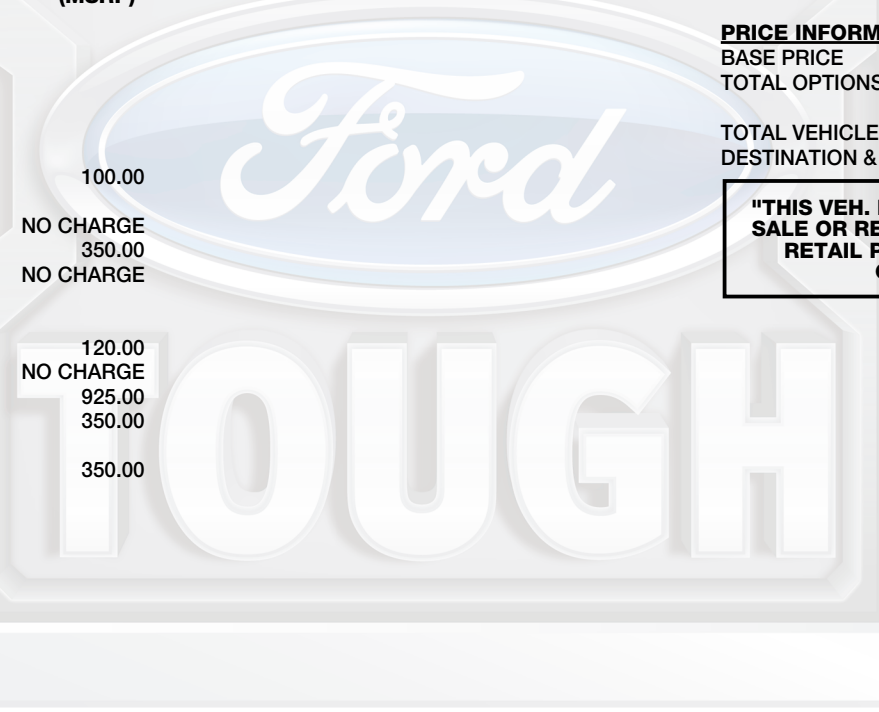 (MSRP)
100.00
NO CHARGE
350.00
NO CHARGE
120.00
NO CHARGE
925.00
350.00
350.00
PRICE INFORM
BASE PRICE
TOTAL OPTIONS
TOTAL VEHICLE
DESTINATION &
"THIS VEH.
SALE OR RE
RETAIL P
Ford
TOUGH